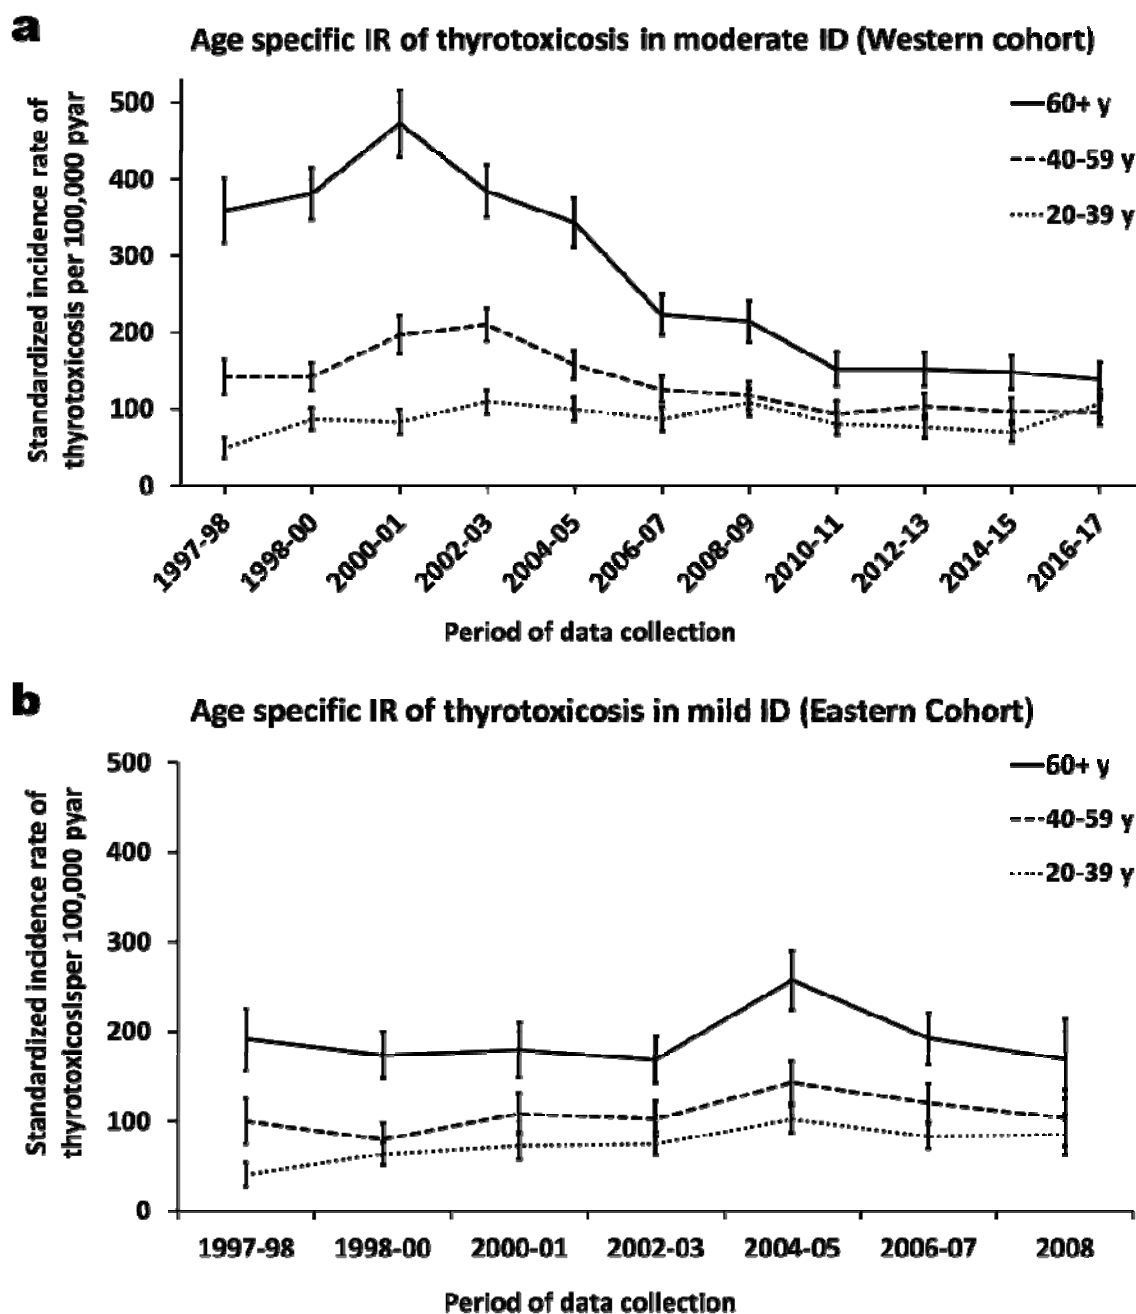 a
Age specific IR of thyrotoxicosis in moderate ID (Western cohort)
Standardized incidence rate of
thyrotoxicosis per 100,000 pyar
500
400
300
200
100
0
60+ y
40-59 y
20-39 y
1997-98
1998-00
2000-01
2002-03
2004-05
2006-07
2008-09
2010-11
2012-13
2014-15
2016-17
Period of data collection
b
Age specific IR of thyrotoxicosis in mild ID (Eastern Cohort)
Standardized incidence rate of
thyrotoxicosisper 100,000 pyar
500
400
300
200
100
0
60+ y
40-59 y
20-39 y
1997-98
1998-00
2000-01
2002-03
2004-05
2006-07
2008
Period of data collection